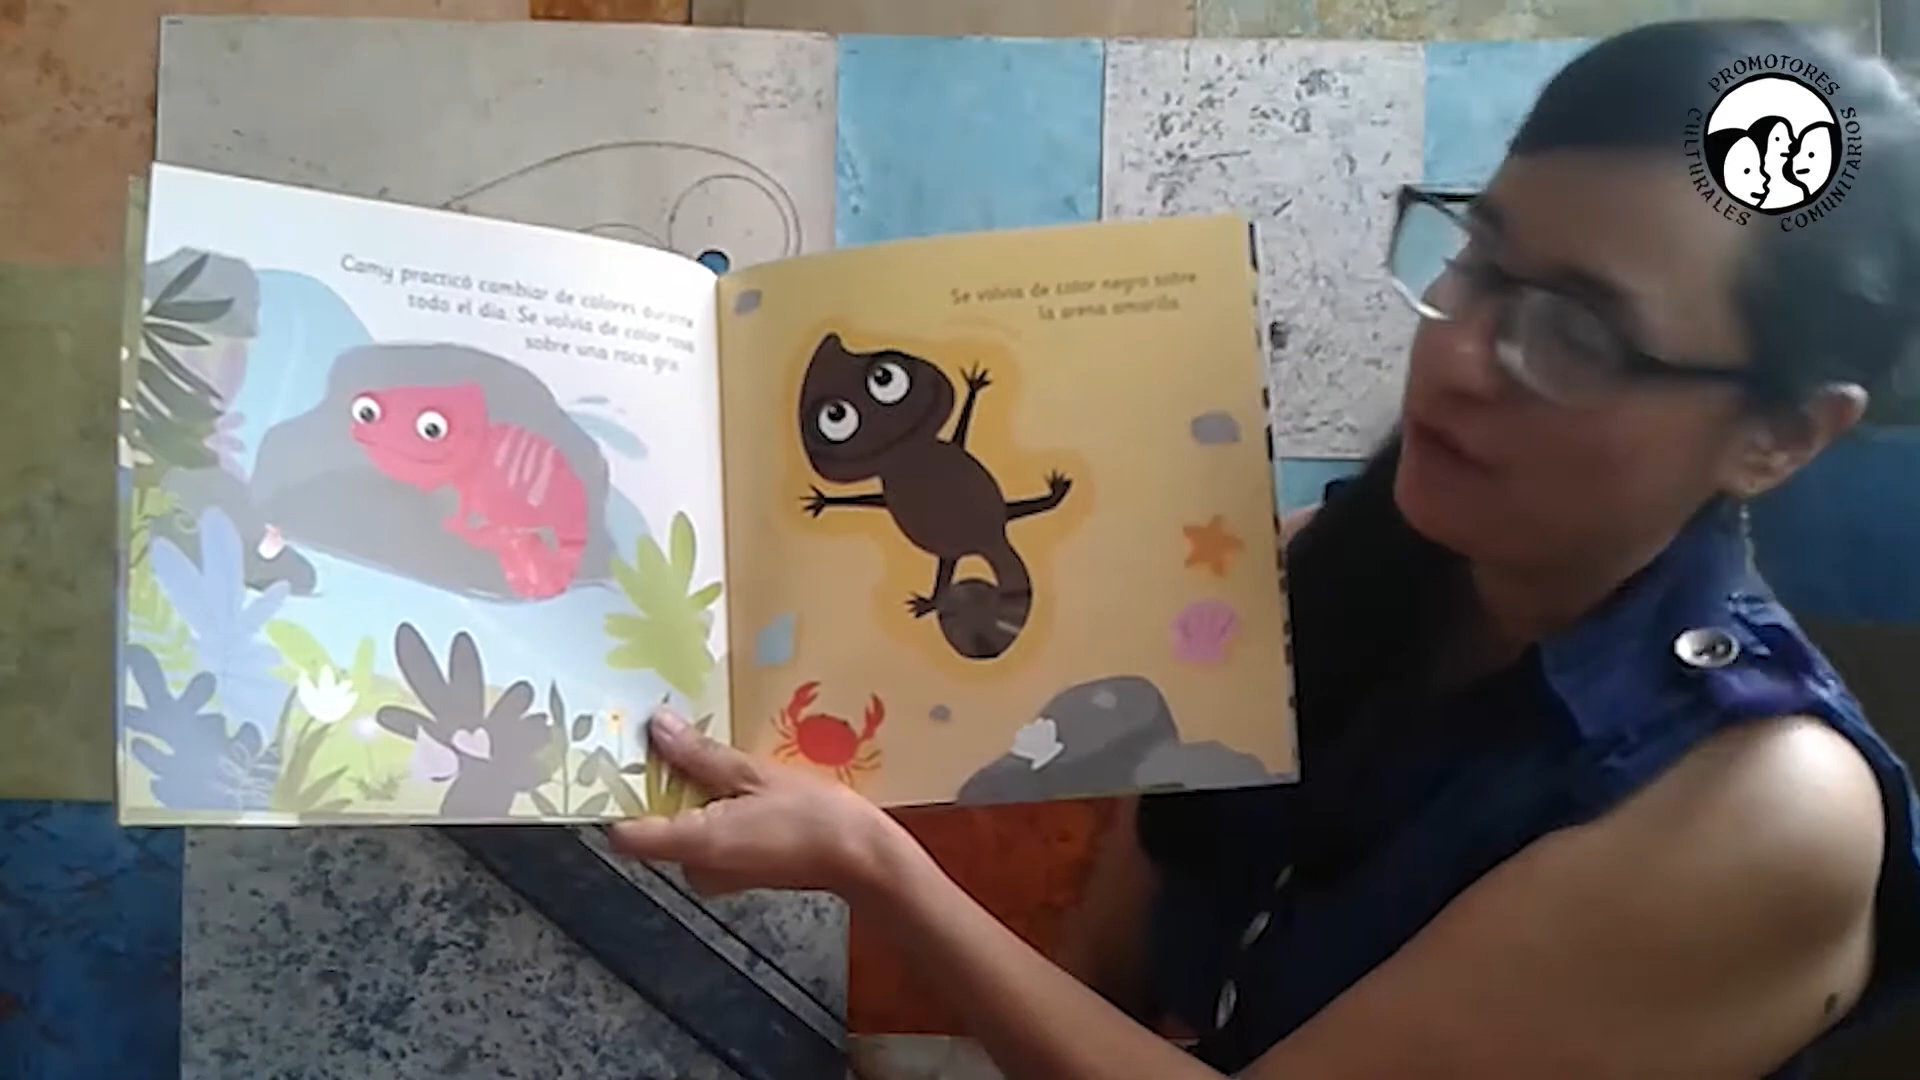 Camy practicó cambiar de colores durante
todo el día. Se volvía de color rosa
sobre una roca gris.
Se volvía de color negro sobre
la arena amarilla.
PROMOTORES
CULTURALES
COMUNITARIOS